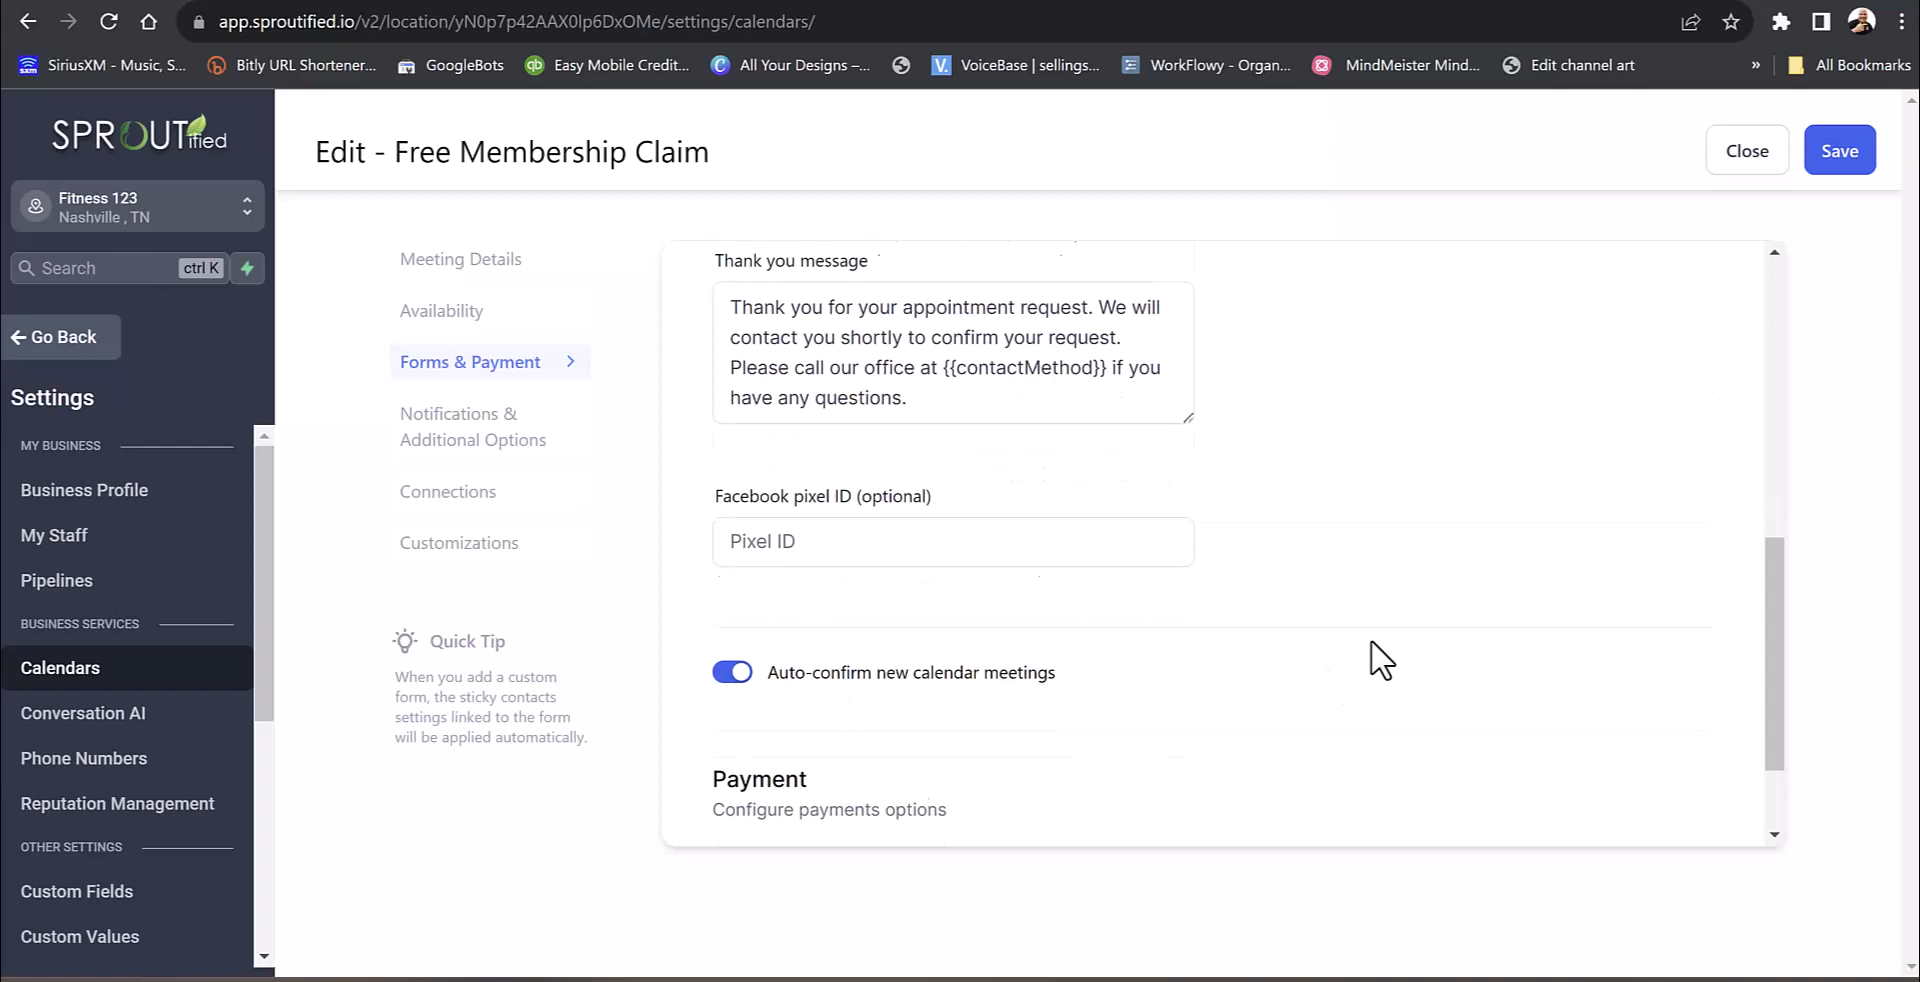 app.sproutified.io/v2/location/yN0p7p42AAX0lp6DxOMe/settings/calendars/
SiriusXM - Music, S...
Bitly URL Shortener...
GoogleBots
Easy Mobile Credit...
All Your Designs –...
VoiceBase | sellings...
WorkFlowy - Organ...
MindMeister Mind...
Edit channel art
»
All Bookmarks
SPROUTified
Fitness 123
Nashville , TN
Search
ctrl K
Go Back
Settings
MY BUSINESS
Business Profile
My Staff
Pipelines
BUSINESS SERVICES
Calendars
Conversation AI
Phone Numbers
Reputation Management
OTHER SETTINGS
Custom Fields
Custom Values
Edit - Free Membership Claim
Close
Save
Meeting Details
Availability
Forms & Payment
Notifications &
Additional Options
Connections
Customizations
Quick Tip
When you add a custom
form, the sticky contacts
settings linked to the form
will be applied automatically.
Thank you message
Thank you for your appointment request. We will
contact you shortly to confirm your request.
Please call our office at {{contactMethod}} if you
have any questions.
Facebook pixel ID (optional)
Pixel ID
Auto-confirm new calendar meetings
Payment
Configure payments options